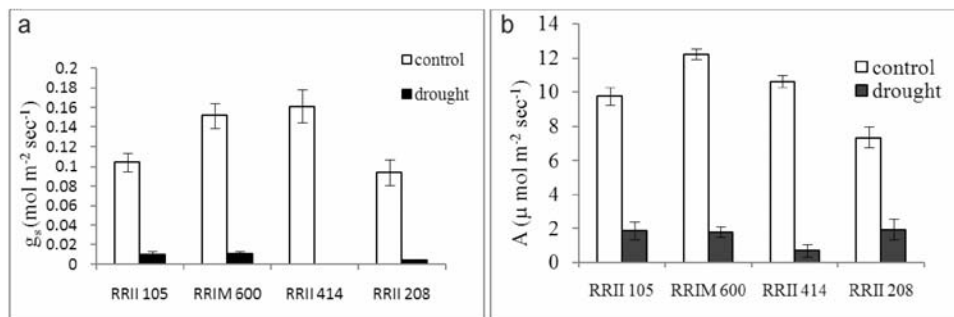 a
control
drought
0.2
0.18
0.16
0.14
0.12
0.1
0.08
0.06
0.04
0.02
0
gs (mol m-2 sec-1)
RRII 105 RRIM 600 RRII 414 RRII 208
b
control
drought
14
12
10
8
6
4
2
0
A (μ mol m-2 sec-1)
RRII 105 RRIM 600 RRII 414 RRII 208